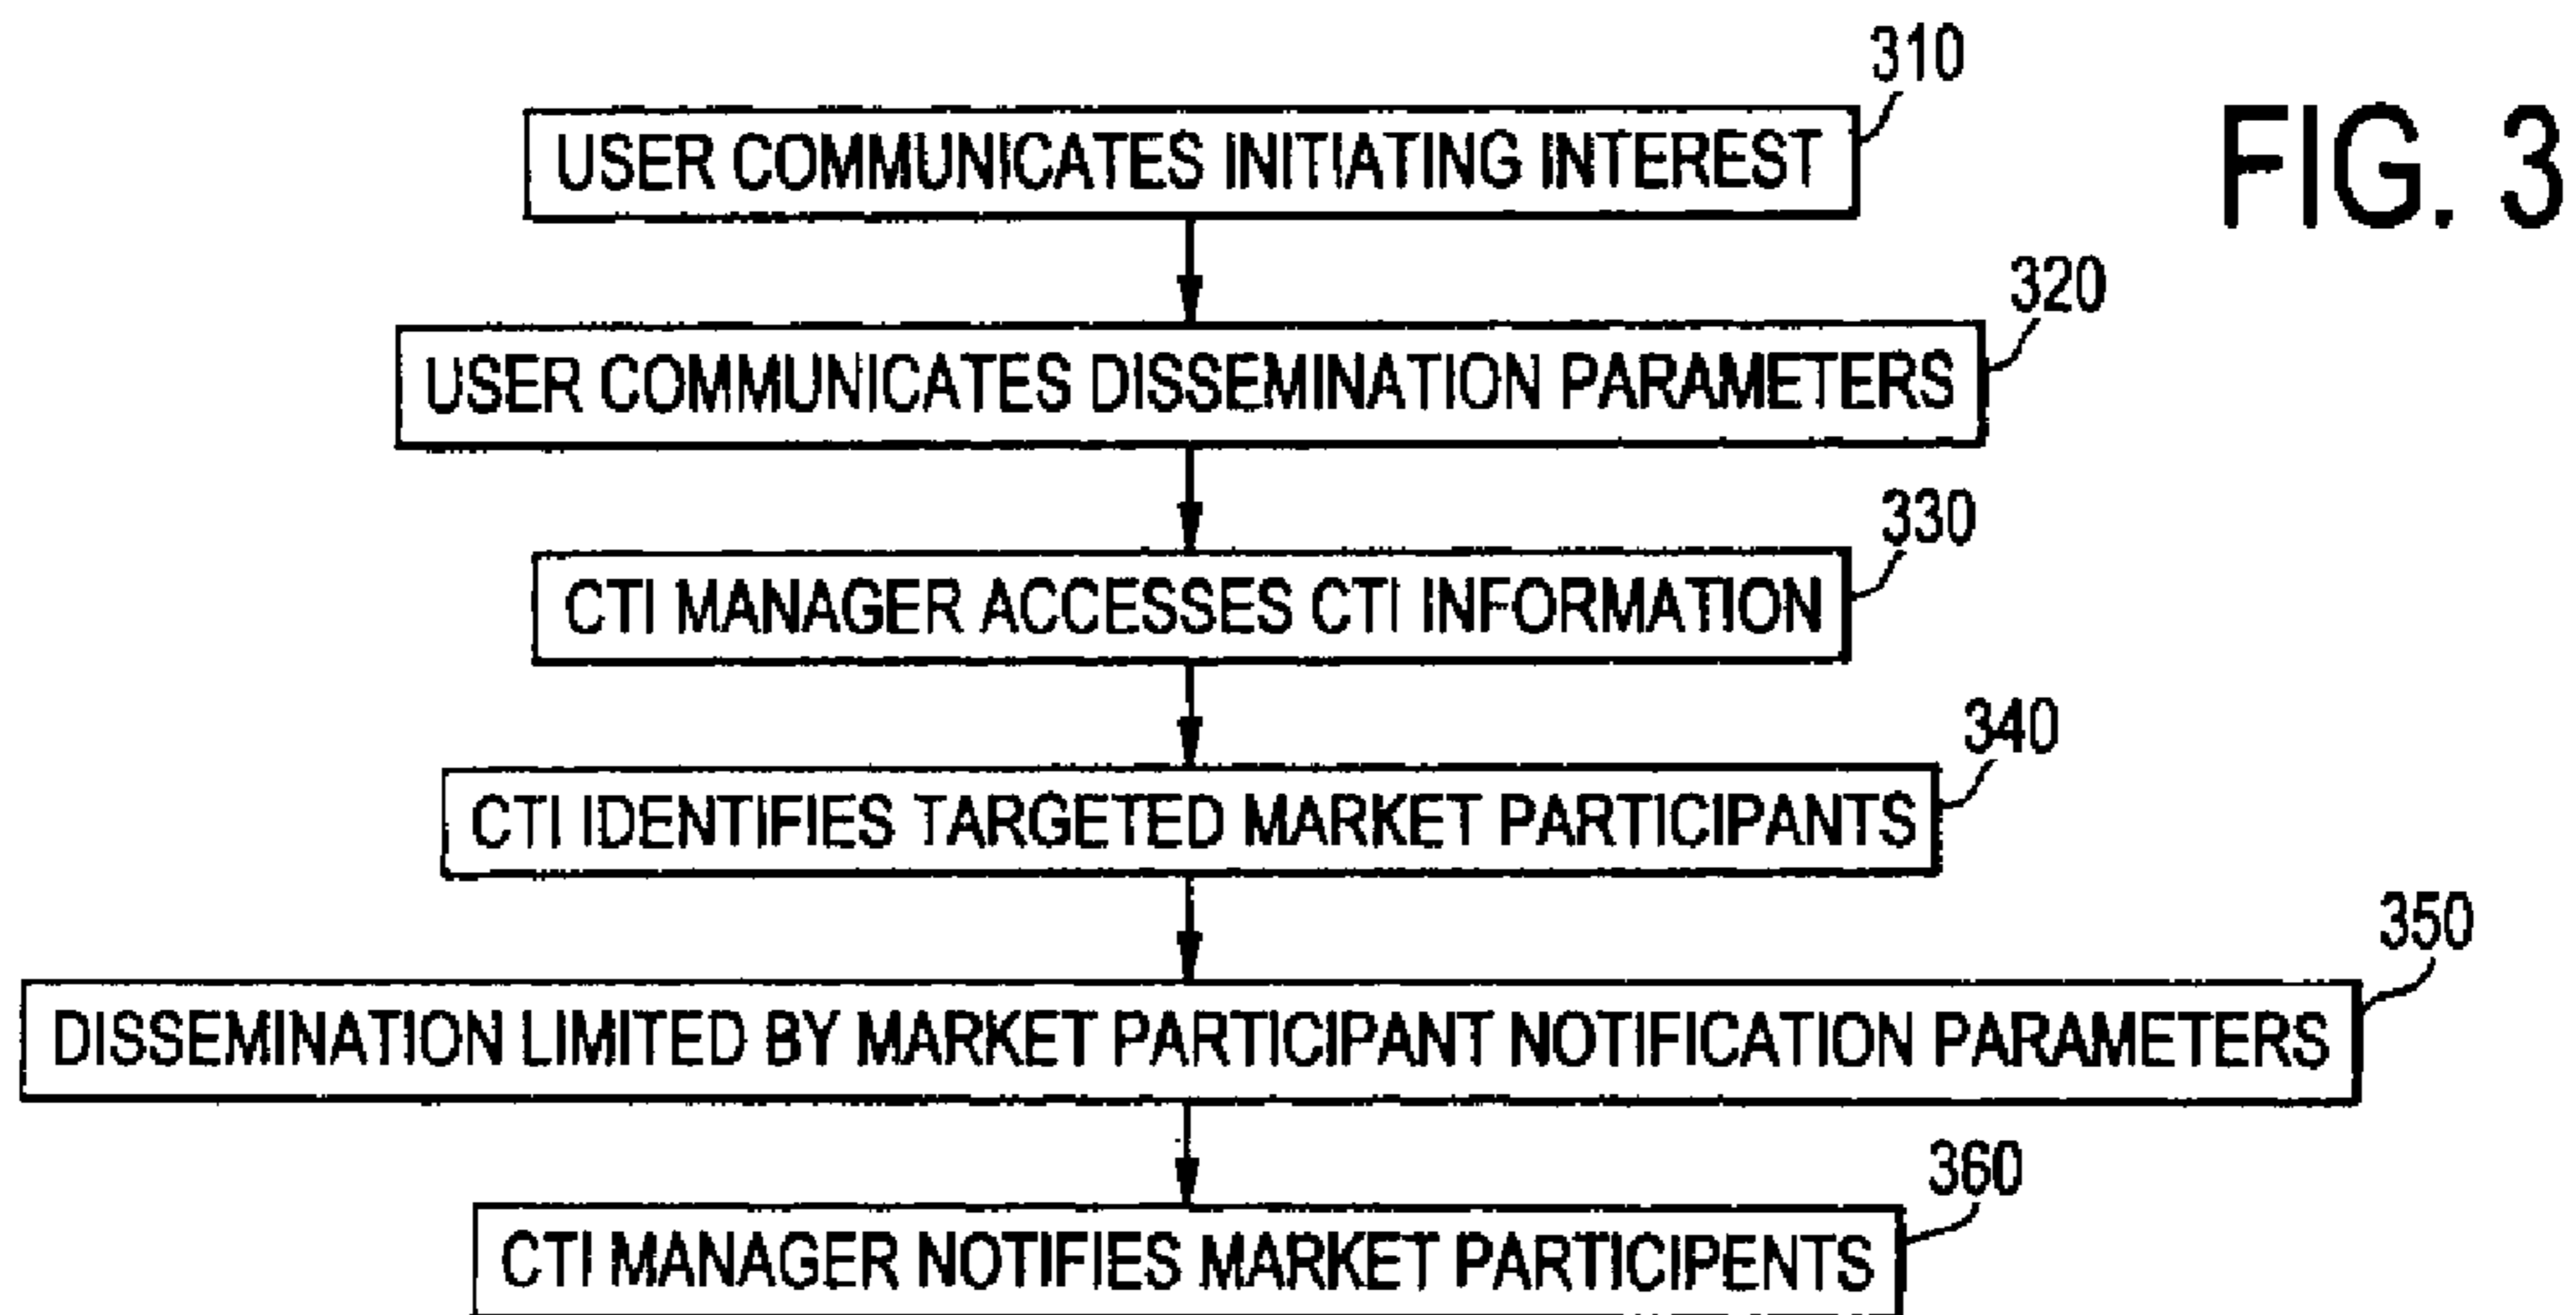 310
FIG. 3
USER COMMUNICATES INITIATING INTEREST
320
USER COMMUNICATES DISSEMINATION PARAMETERS
330
CTI MANAGER ACCESSES CTI INFORMATION
340
CTI IDENTIFIES TARGETED MARKET PARTICIPANTS
350
DISSEMINATION LIMITED BY MARKET PARTICIPANT NOTIFICATION PARAMETERS
360
CTI MANAGER NOTIFIES MARKET PARTICIPENTS